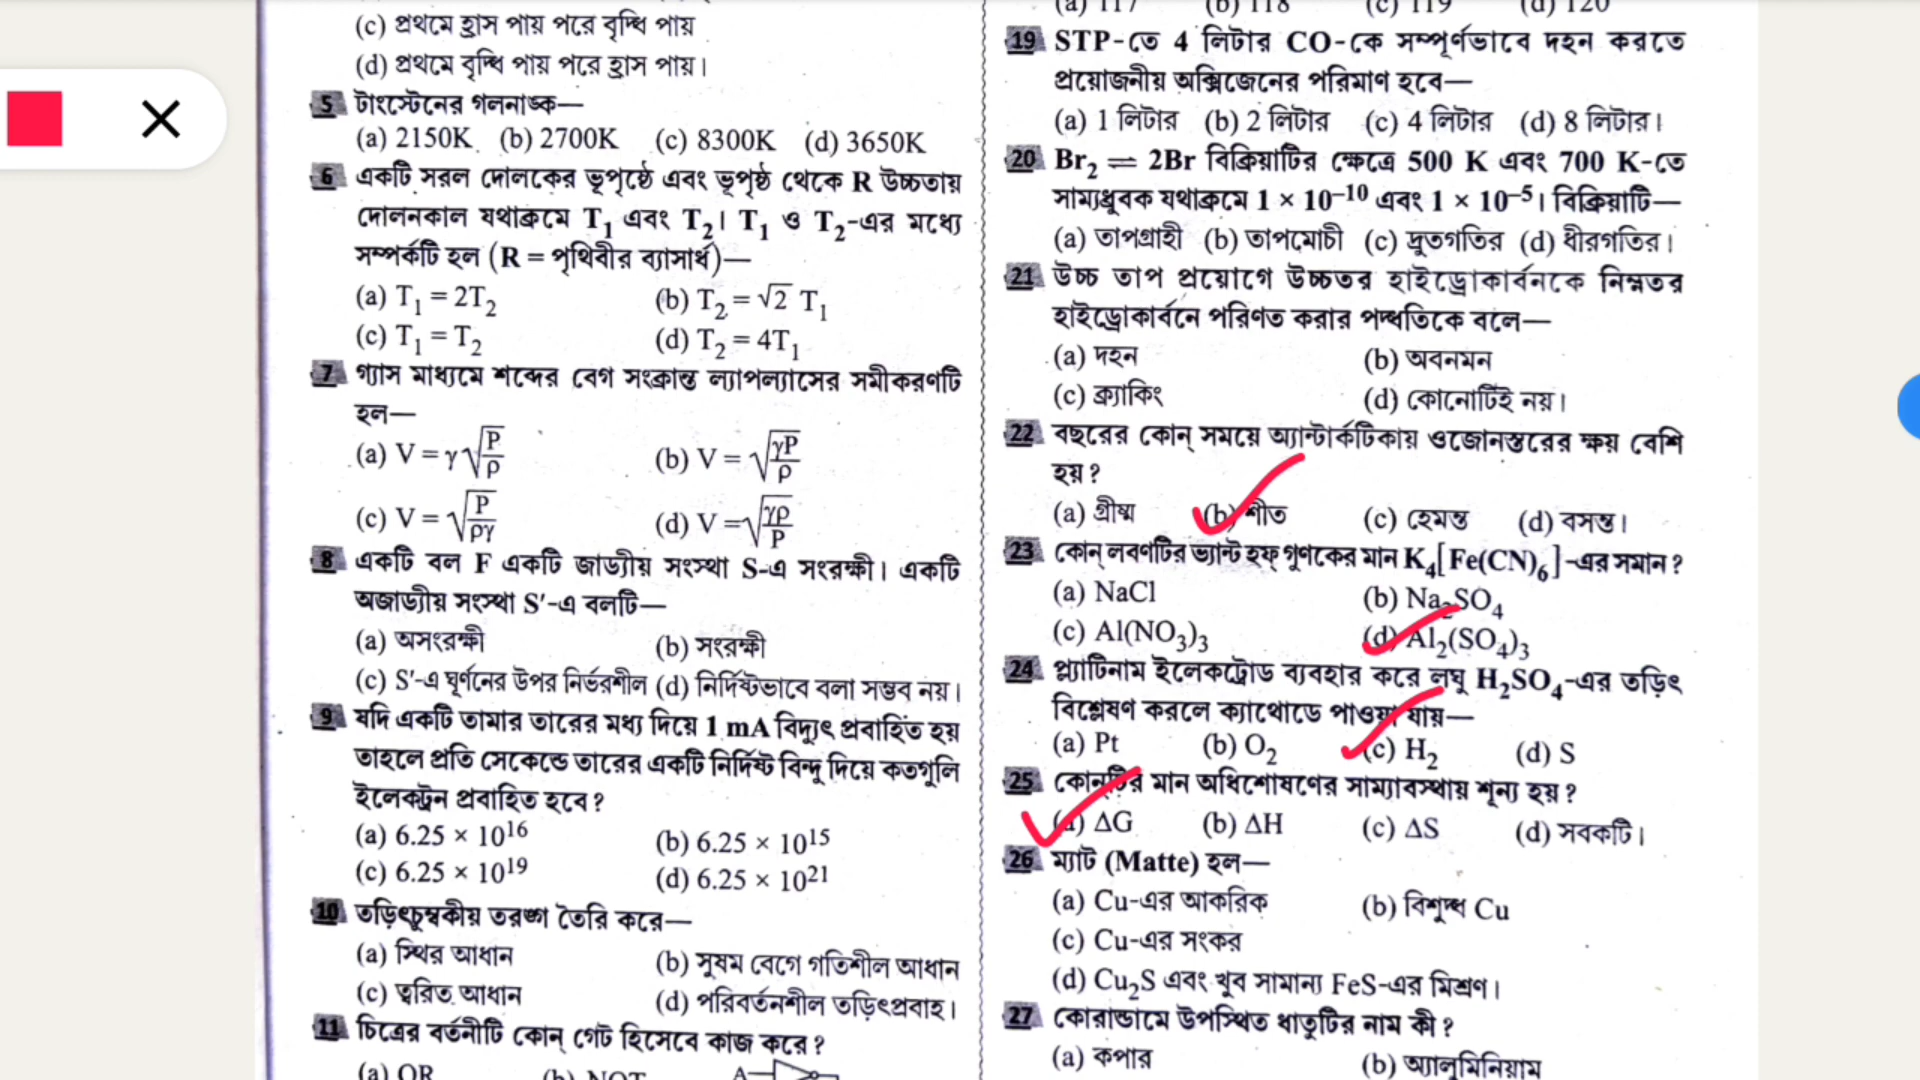 (c) প্রথমে হ্রাস পায় পরে বৃদ্ধি পায়
(d) প্রথমে বৃদ্ধি পায় পরে হ্রাস পায়।
5 টাংস্টেনের গলনাঙ্ক—
(a) 2150K (b) 2700K (c) 8300K (d) 3650K
6 একটি সরল দোলকের ভূপৃষ্ঠে এবং ভূপৃষ্ঠ থেকে R উচ্চতায়
দোলনকাল যথাক্রমে T₁ এবং T₂। T₁ ও T₂-এর মধ্যে
সম্পর্কটি হল (R = পৃথিবীর ব্যাসার্ধ)—
(a) T₁ = 2T₂ (b) T₂ = √2 T₁
(c) T₁ = T₂ (d) T₂ = 4T₁
7 গ্যাস মাধ্যমে শব্দের বেগ সংক্রান্ত ল্যাপল্যাসের সমীকরণটি
হল—
(a) V = γ√(P/ρ) (b) V = √(γP/ρ)
(c) V = √(P/ργ) (d) V = √(γρ/P)
8 একটি বল F একটি জাড্যীয় সংস্থা S-এ সংরক্ষী। একটি
অজাড্যীয় সংস্থা S′-এ বলটি—
(a) অসংরক্ষী (b) সংরক্ষী
(c) S′-এ ঘূর্ণনের উপর নির্ভরশীল (d) নির্দিষ্টভাবে বলা সম্ভব নয়।
9 যদি একটি তামার তারের মধ্য দিয়ে 1 mA বিদ্যুৎ প্রবাহিত হয়
তাহলে প্রতি সেকেন্ডে তারের একটি নির্দিষ্ট বিন্দু দিয়ে কতগুলি
ইলেকট্রন প্রবাহিত হবে?
(a) 6.25 × 10¹⁶ (b) 6.25 × 10¹⁵
(c) 6.25 × 10¹⁹ (d) 6.25 × 10²¹
10 তড়িৎচুম্বকীয় তরঙ্গ তৈরি করে—
(a) স্থির আধান (b) সুষম বেগে গতিশীল আধান
(c) ত্বরিত আধান (d) পরিবর্তনশীল তড়িৎপ্রবাহ।
11 চিত্রের বর্তনীটি কোন্ গেট হিসেবে কাজ করে?
(a) OR (b) NOT A
(a) 117 (b) 118 (c) 119 (d) 120
19 STP-তে 4 লিটার CO-কে সম্পূর্ণভাবে দহন করতে
প্রয়োজনীয় অক্সিজেনের পরিমাণ হবে—
(a) 1 লিটার (b) 2 লিটার (c) 4 লিটার (d) 8 লিটার।
20 Br₂ ⇌ 2Br বিক্রিয়াটির ক্ষেত্রে 500 K এবং 700 K-তে
সাম্যধ্রুবক যথাক্রমে 1 × 10⁻¹⁰ এবং 1 × 10⁻⁵। বিক্রিয়াটি—
(a) তাপগ্রাহী (b) তাপমোচী (c) দ্রুতগতির (d) ধীরগতির।
21 উচ্চ তাপ প্রয়োগে উচ্চতর হাইড্রোকার্বনকে নিম্নতর
হাইড্রোকার্বনে পরিণত করার পদ্ধতিকে বলে—
(a) দহন (b) অবনমন
(c) ক্র্যাকিং (d) কোনোটিই নয়।
22 বছরের কোন্ সময়ে অ্যান্টার্কটিকায় ওজোনস্তরের ক্ষয় বেশি
হয়?
(a) গ্রীষ্ম (b) শীত (c) হেমন্ত (d) বসন্ত।
23 কোন্ লবণটির ভ্যান্ট হফ্ গুণকের মান K₄[Fe(CN)₆]-এর সমান?
(a) NaCl (b) Na₂SO₄
(c) Al(NO₃)₃ (d) Al₂(SO₄)₃
24 প্ল্যাটিনাম ইলেকট্রোড ব্যবহার করে লঘু H₂SO₄-এর তড়িৎ
বিশ্লেষণ করলে ক্যাথোডে পাওয়া যায়—
(a) Pt (b) O₂ (c) H₂ (d) S
25 কোন্‌টির মান অধিশোষণের সাম্যাবস্থায় শূন্য হয়?
(a) ΔG (b) ΔH (c) ΔS (d) সবকটি।
26 ম্যাট (Matte) হল—
(a) Cu-এর আকরিক (b) বিশুদ্ধ Cu
(c) Cu-এর সংকর
(d) Cu₂S এবং খুব সামান্য FeS-এর মিশ্রণ।
27 কোরান্ডামে উপস্থিত ধাতুটির নাম কী?
(a) কপার (b) অ্যালুমিনিয়াম